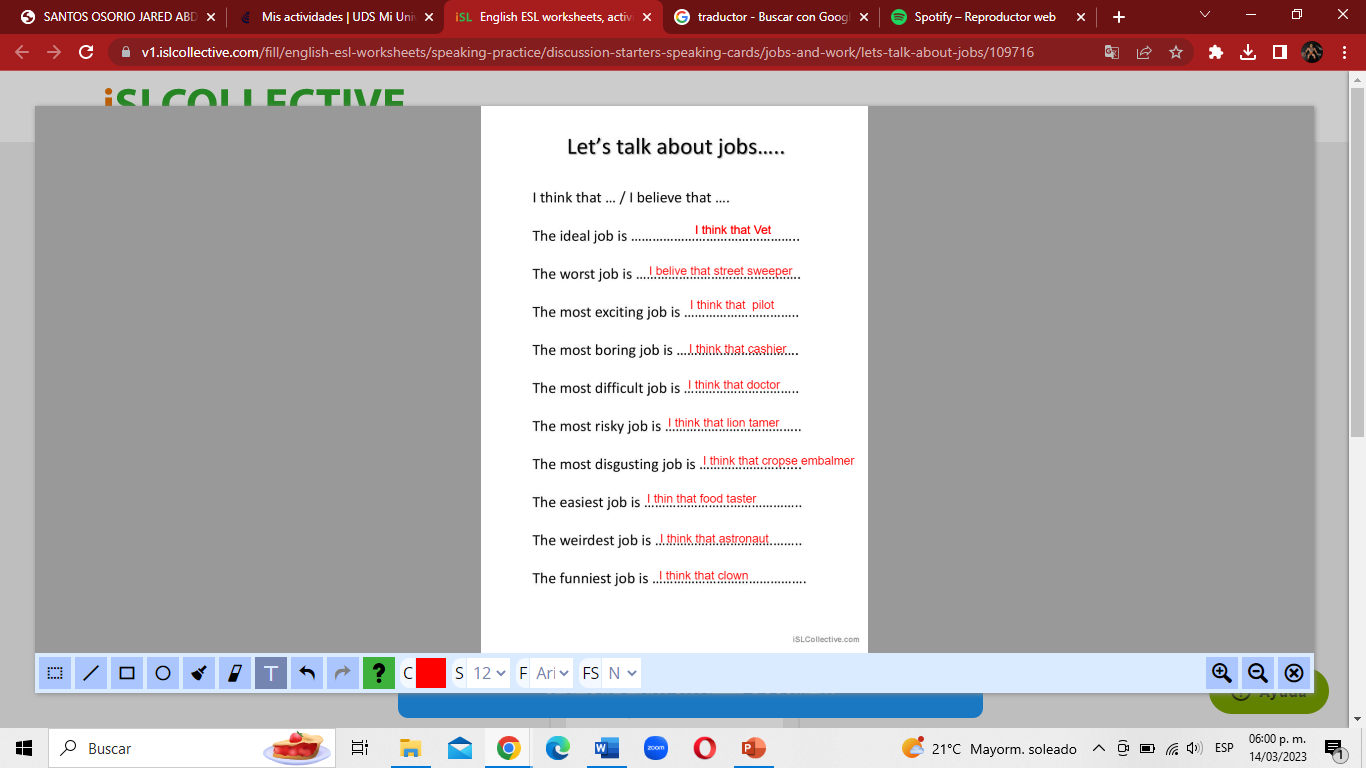 SANTOS OSORIO JARED ABD
Mis actividades | UDS Mi Uni
iSL English ESL worksheets, activ
traductor - Buscar con Googl
Spotify – Reproductor web
v1.islcollective.com/fill/english-esl-worksheets/speaking-practice/discussion-starters-speaking-cards/jobs-and-work/lets-talk-about-jobs/109716
iSLCOLLECTIVE
Let's talk about jobs…..
I think that … / I believe that ….
The ideal job is ……………………………………….. I think that Vet
The worst job is ……………………………………….. I belive that street sweeper
The most exciting job is ………………………….. I think that pilot
The most boring job is …………………………….. I think that cashier
The most difficult job is ………………………….. I think that doctor
The most risky job is ……………………………….. I think that lion tamer
The most disgusting job is ………………………… I think that cropse embalmer
The easiest job is …………………………………….. I thin that food taster
The weirdest job is ………………………………….. I think that astronaut
The funniest job is …………………………………… I think that clown
iSLCollective.com
T ? C S 12 F Ari FS N
Ayuda
Buscar
zoom
21°C Mayorm. soleado
ESP
06:00 p. m.
14/03/2023
1